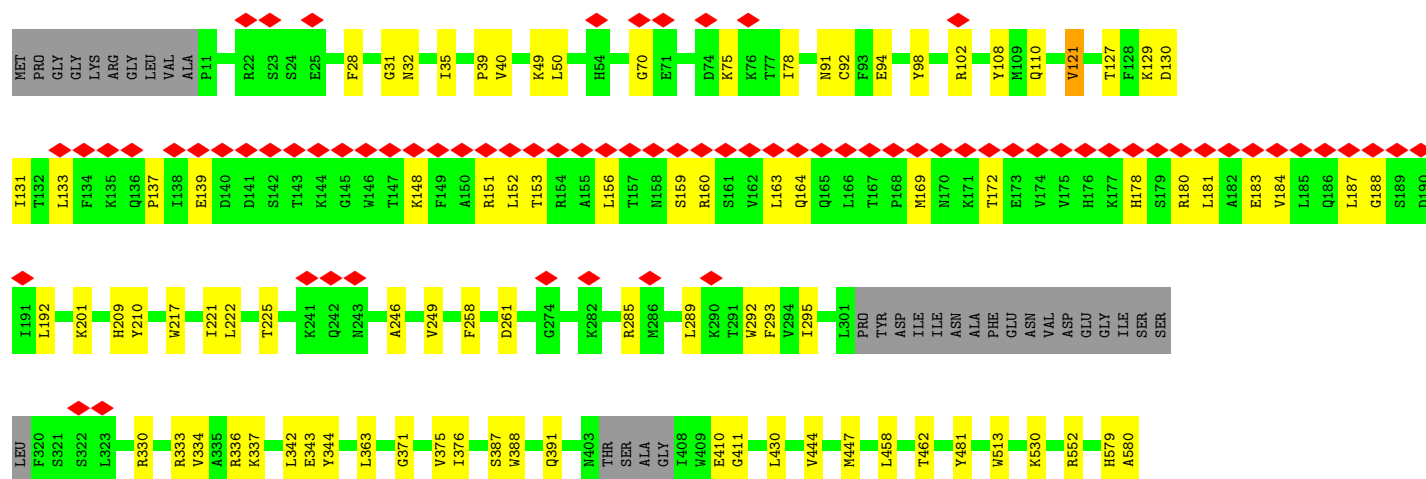 MET PRO GLY GLY LYS ARG GLY LEU VAL ALA P11 R22 S23 S24 E25 F28 G31 N32 I35 P39 V40 K49 L50 H54 G70 E71 D74 K75 K76 T77 I78 N91 C92 F93 E94 Y98 R102 Y108 M109 Q110 V121 T127 F128 K129 D130
I131 T132 L133 F134 K135 Q136 P137 I138 E139 D140 D141 S142 T143 K144 G145 W146 T147 K148 F149 A150 R151 L152 T153 R154 A155 L156 T157 N158 S159 R160 S161 V162 L163 Q164 Q165 L166 T167 P168 M169 N170 K171 T172 E173 V174 V175 H176 K177 H178 S179 R180 L181 A182 E183 V184 L185 Q186 L187 G188 S189 D190
I191 L192 K201 H209 Y210 W217 I221 L222 T225 K241 Q242 N243 A246 V249 F258 D261 G274 K282 R285 M286 L289 K290 T291 W292 F293 V294 I295 L301 PRO TYR ASP ILE ILE ASN ALA PHE GLU ASN VAL ASP GLU GLY ILE SER SER
LEU F320 S321 S322 L323 R330 R333 V334 A335 R336 K337 L342 E343 Y344 L363 G371 V375 I376 S387 W388 Q391 N403 THR SER ALA GLY I408 W409 E410 G411 L430 V444 M447 L458 T462 Y481 W513 K530 R552 H579 A580